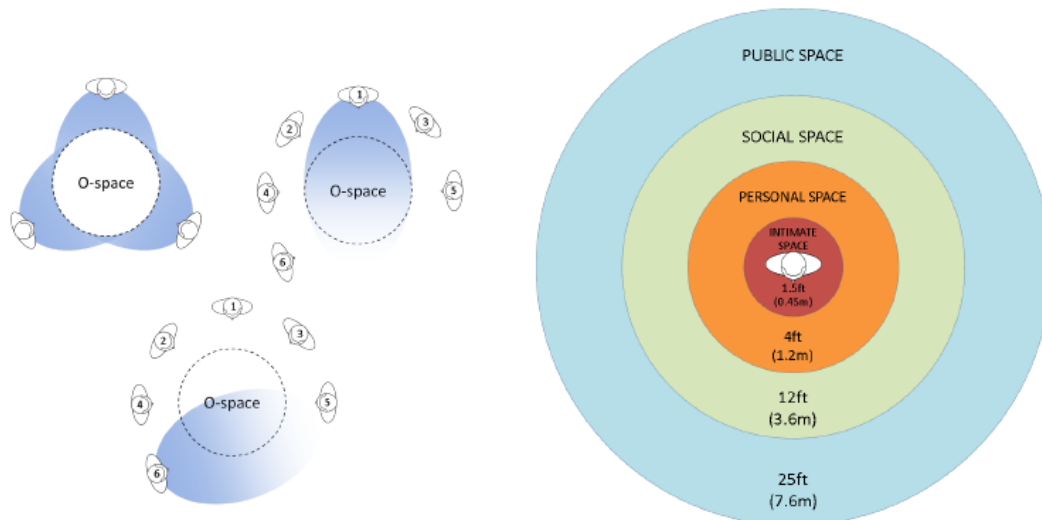 O-space
1
2
3
O-space
4
5
6
1
2
3
O-space
4
5
6
PUBLIC SPACE
SOCIAL SPACE
PERSONAL SPACE
INTIMATE
SPACE
1.5ft
(0.45m)
4ft
(1.2m)
12ft
(3.6m)
25ft
(7.6m)